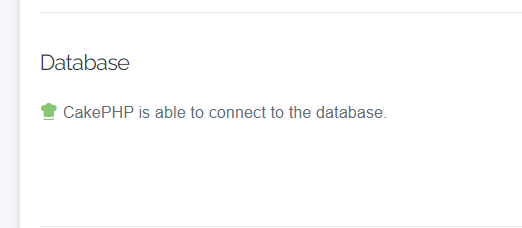 Database
CakePHP is able to connect to the database.